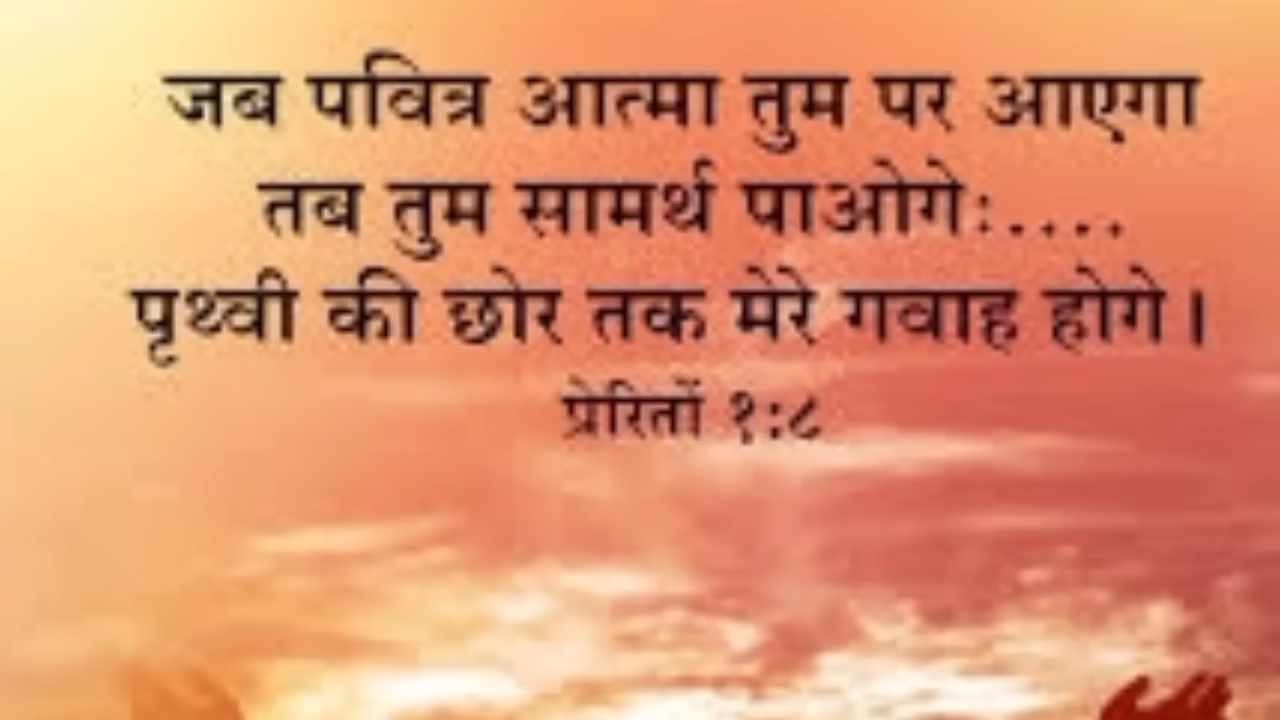 जब पवित्र आत्मा तुम पर आएगा
तब तुम सामर्थ पाओगेः....
पृथ्वी की छोर तक मेरे गवाह होगे।
प्रेरितों १:८